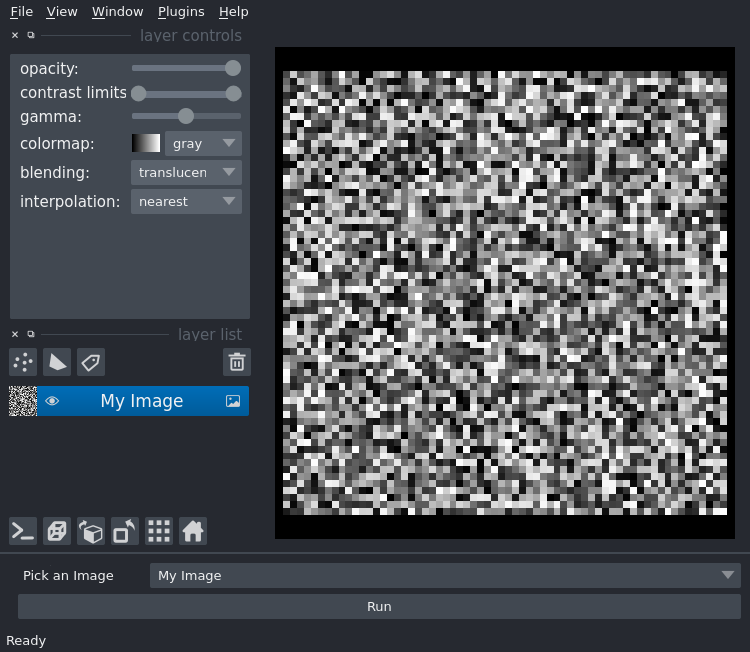 File View Window Plugins Help
layer controls
opacity:
contrast limits
gamma:
colormap: gray
blending: translucen
interpolation: nearest
layer list
My Image
Pick an Image My Image
Run
Ready